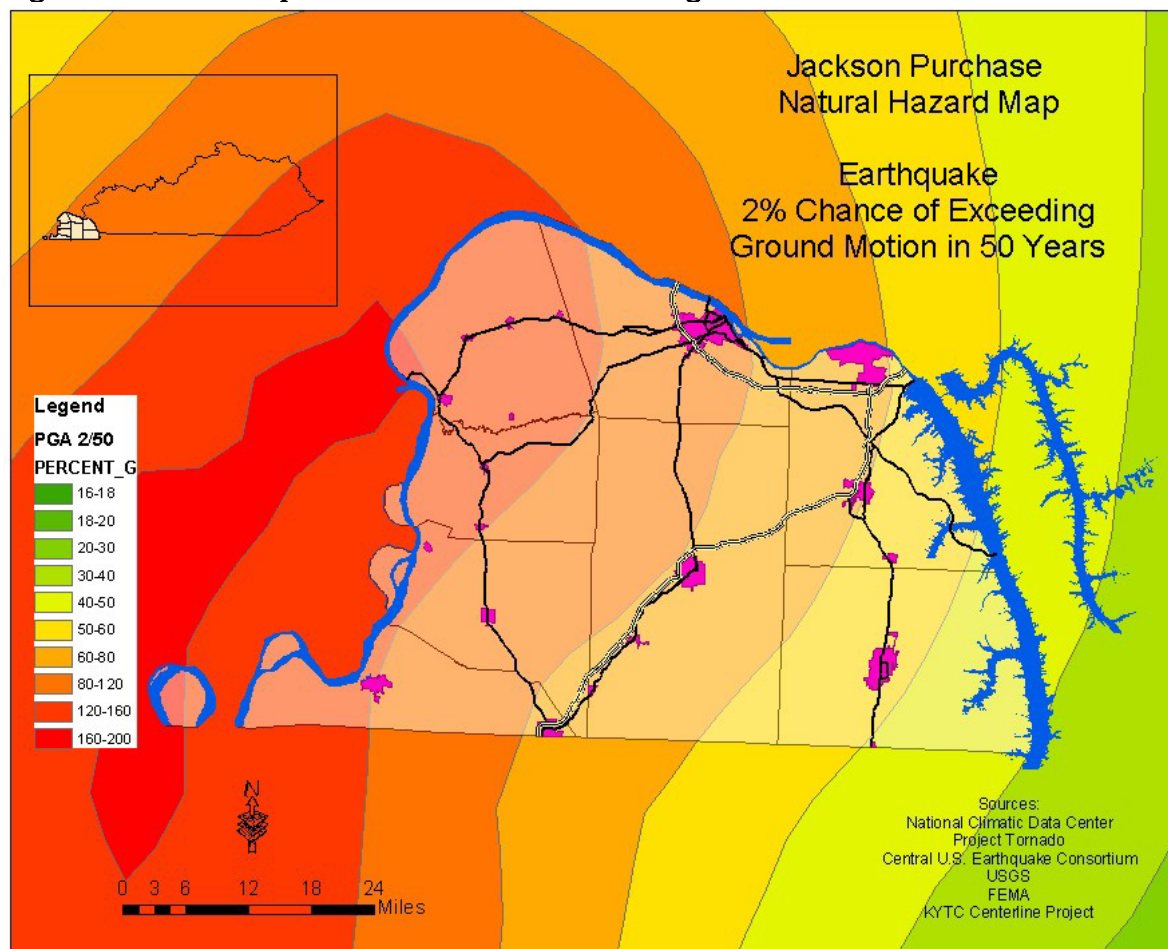 Jackson Purchase
Natural Hazard Map
Earthquake
2% Chance of Exceeding
Ground Motion in 50 Years
Legend
PGA 2/50
PERCENT_G
16-18
18-20
20-30
30-40
40-50
50-60
60-80
80-120
120-160
160-200
N
0 3 6 12 18 24
Miles
Sources:
National Climatic Data Center
Project Tornado
Central U.S. Earthquake Consortium
USGS
FEMA
KYTC Centerline Project